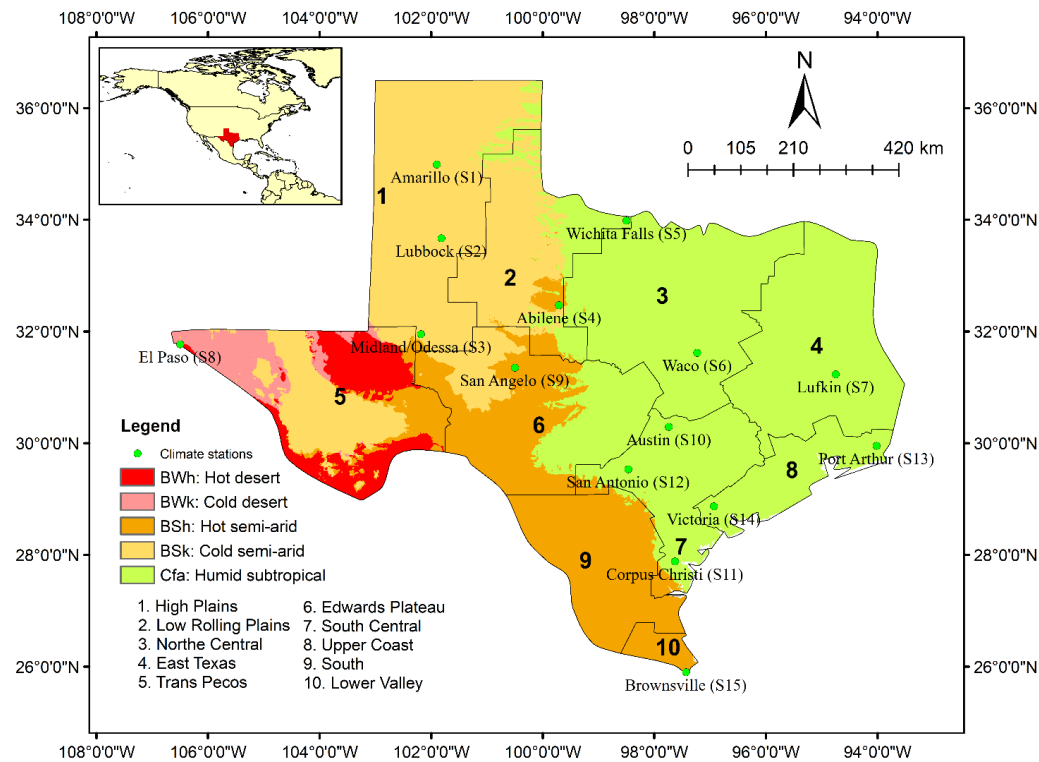 108°0'0"W 106°0'0"W 104°0'0"W 102°0'0"W 100°0'0"W 98°0'0"W 96°0'0"W 94°0'0"W
N
0 105 210 420 km
36°0'0"N 36°0'0"N
Amarillo (S1)
1
34°0'0"N 34°0'0"N
Wichita Falls (S5)
Lubbock (S2)
2
3
Abilene (S4)
32°0'0"N 32°0'0"N
Midland/Odessa (S3)
4
El Paso (S8)
Waco (S6)
San Angelo (S9)
Lufkin (S7)
5
6
Legend
Austin (S10)
30°0'0"N 30°0'0"N
Climate stations
Port Arthur (S13)
8
BWh: Hot desert
San Antonio (S12)
BWk: Cold desert
Victoria (S14)
BSh: Hot semi-arid
7
BSk: Cold semi-arid
28°0'0"N 28°0'0"N
9
Cfa: Humid subtropical
Corpus Christi (S11)
1. High Plains 6. Edwards Plateau
2. Low Rolling Plains 7. South Central
3. Northe Central 8. Upper Coast
10
4. East Texas 9. South
26°0'0"N 26°0'0"N
5. Trans Pecos 10. Lower Valley
Brownsville (S15)
108°0'0"W 106°0'0"W 104°0'0"W 102°0'0"W 100°0'0"W 98°0'0"W 96°0'0"W 94°0'0"W